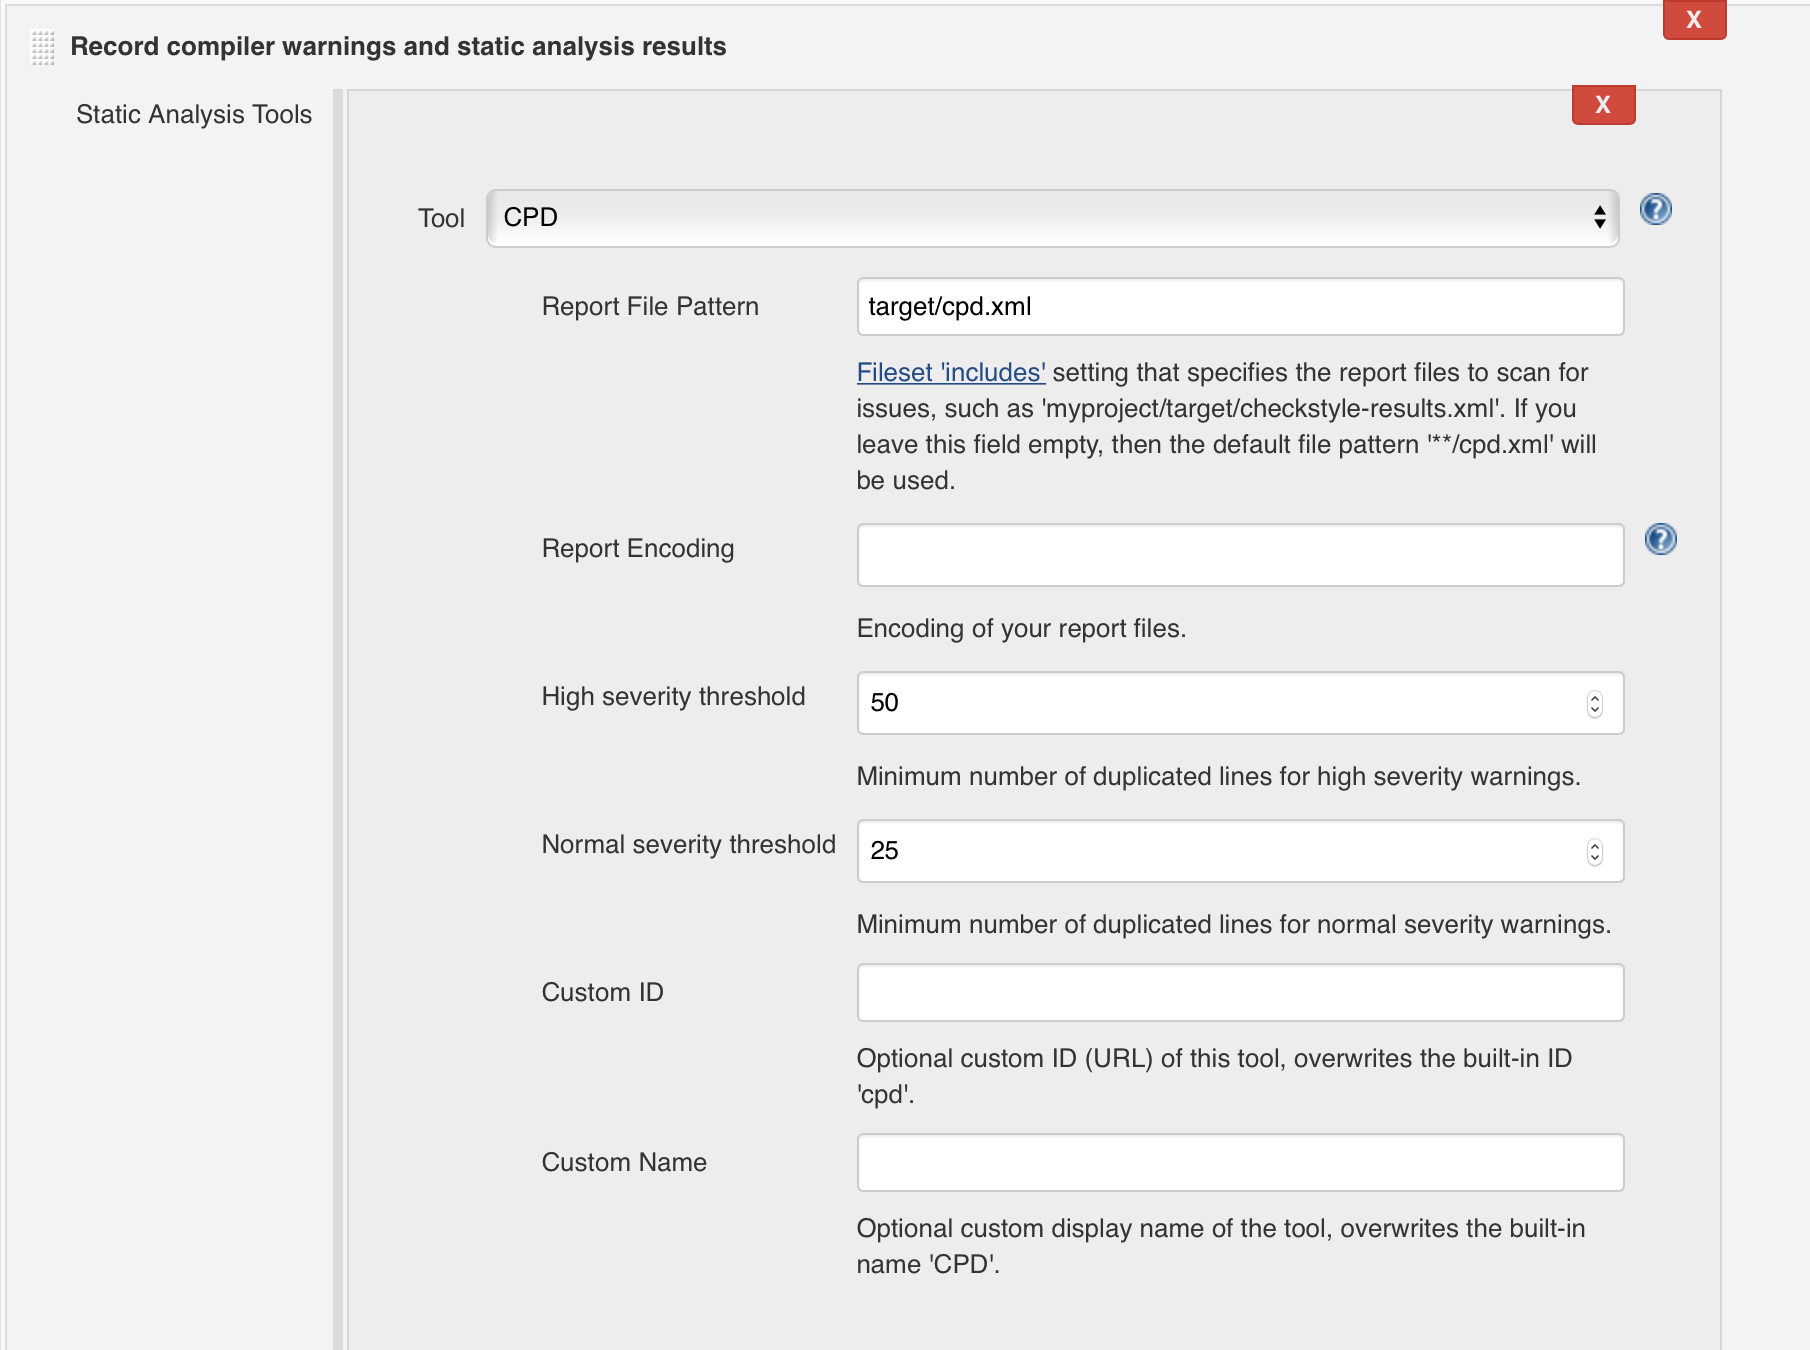 X
Record compiler warnings and static analysis results
Static Analysis Tools
X
Tool
CPD
?
Report File Pattern
target/cpd.xml
Fileset 'includes' setting that specifies the report files to scan for
issues, such as 'myproject/target/checkstyle-results.xml'. If you
leave this field empty, then the default file pattern '**/cpd.xml' will
be used.
Report Encoding
?
Encoding of your report files.
High severity threshold
50
Minimum number of duplicated lines for high severity warnings.
Normal severity threshold
25
Minimum number of duplicated lines for normal severity warnings.
Custom ID
Optional custom ID (URL) of this tool, overwrites the built-in ID
'cpd'.
Custom Name
Optional custom display name of the tool, overwrites the built-in
name 'CPD'.